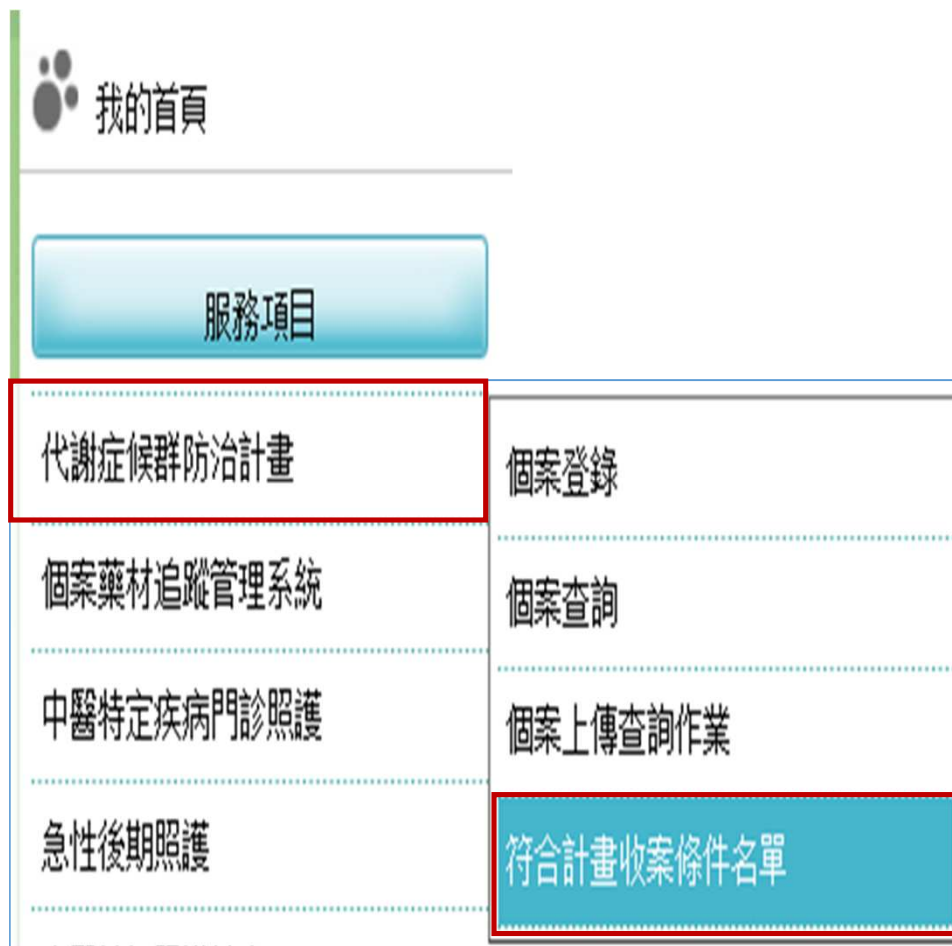 我的首頁
服務項目
代謝症候群防治計畫
個案藥材追蹤管理系統
中醫特定疾病門診照護
急性後期照護
個案登錄
個案查詢
個案上傳查詢作業
符合計畫收案條件名單